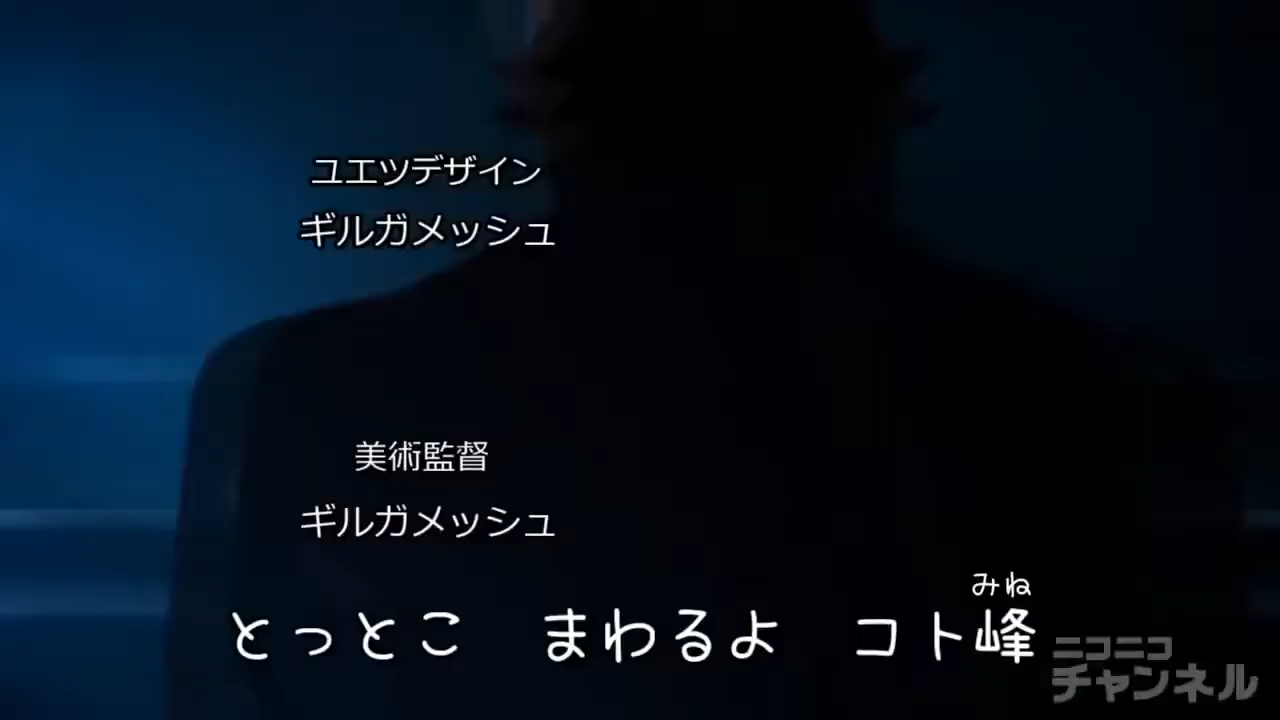 ユエツデザイン
ギルガメッシュ
美術監督
ギルガメッシュ
みね
とっとこ まわるよ コト峰
ニコニコ
チャンネル